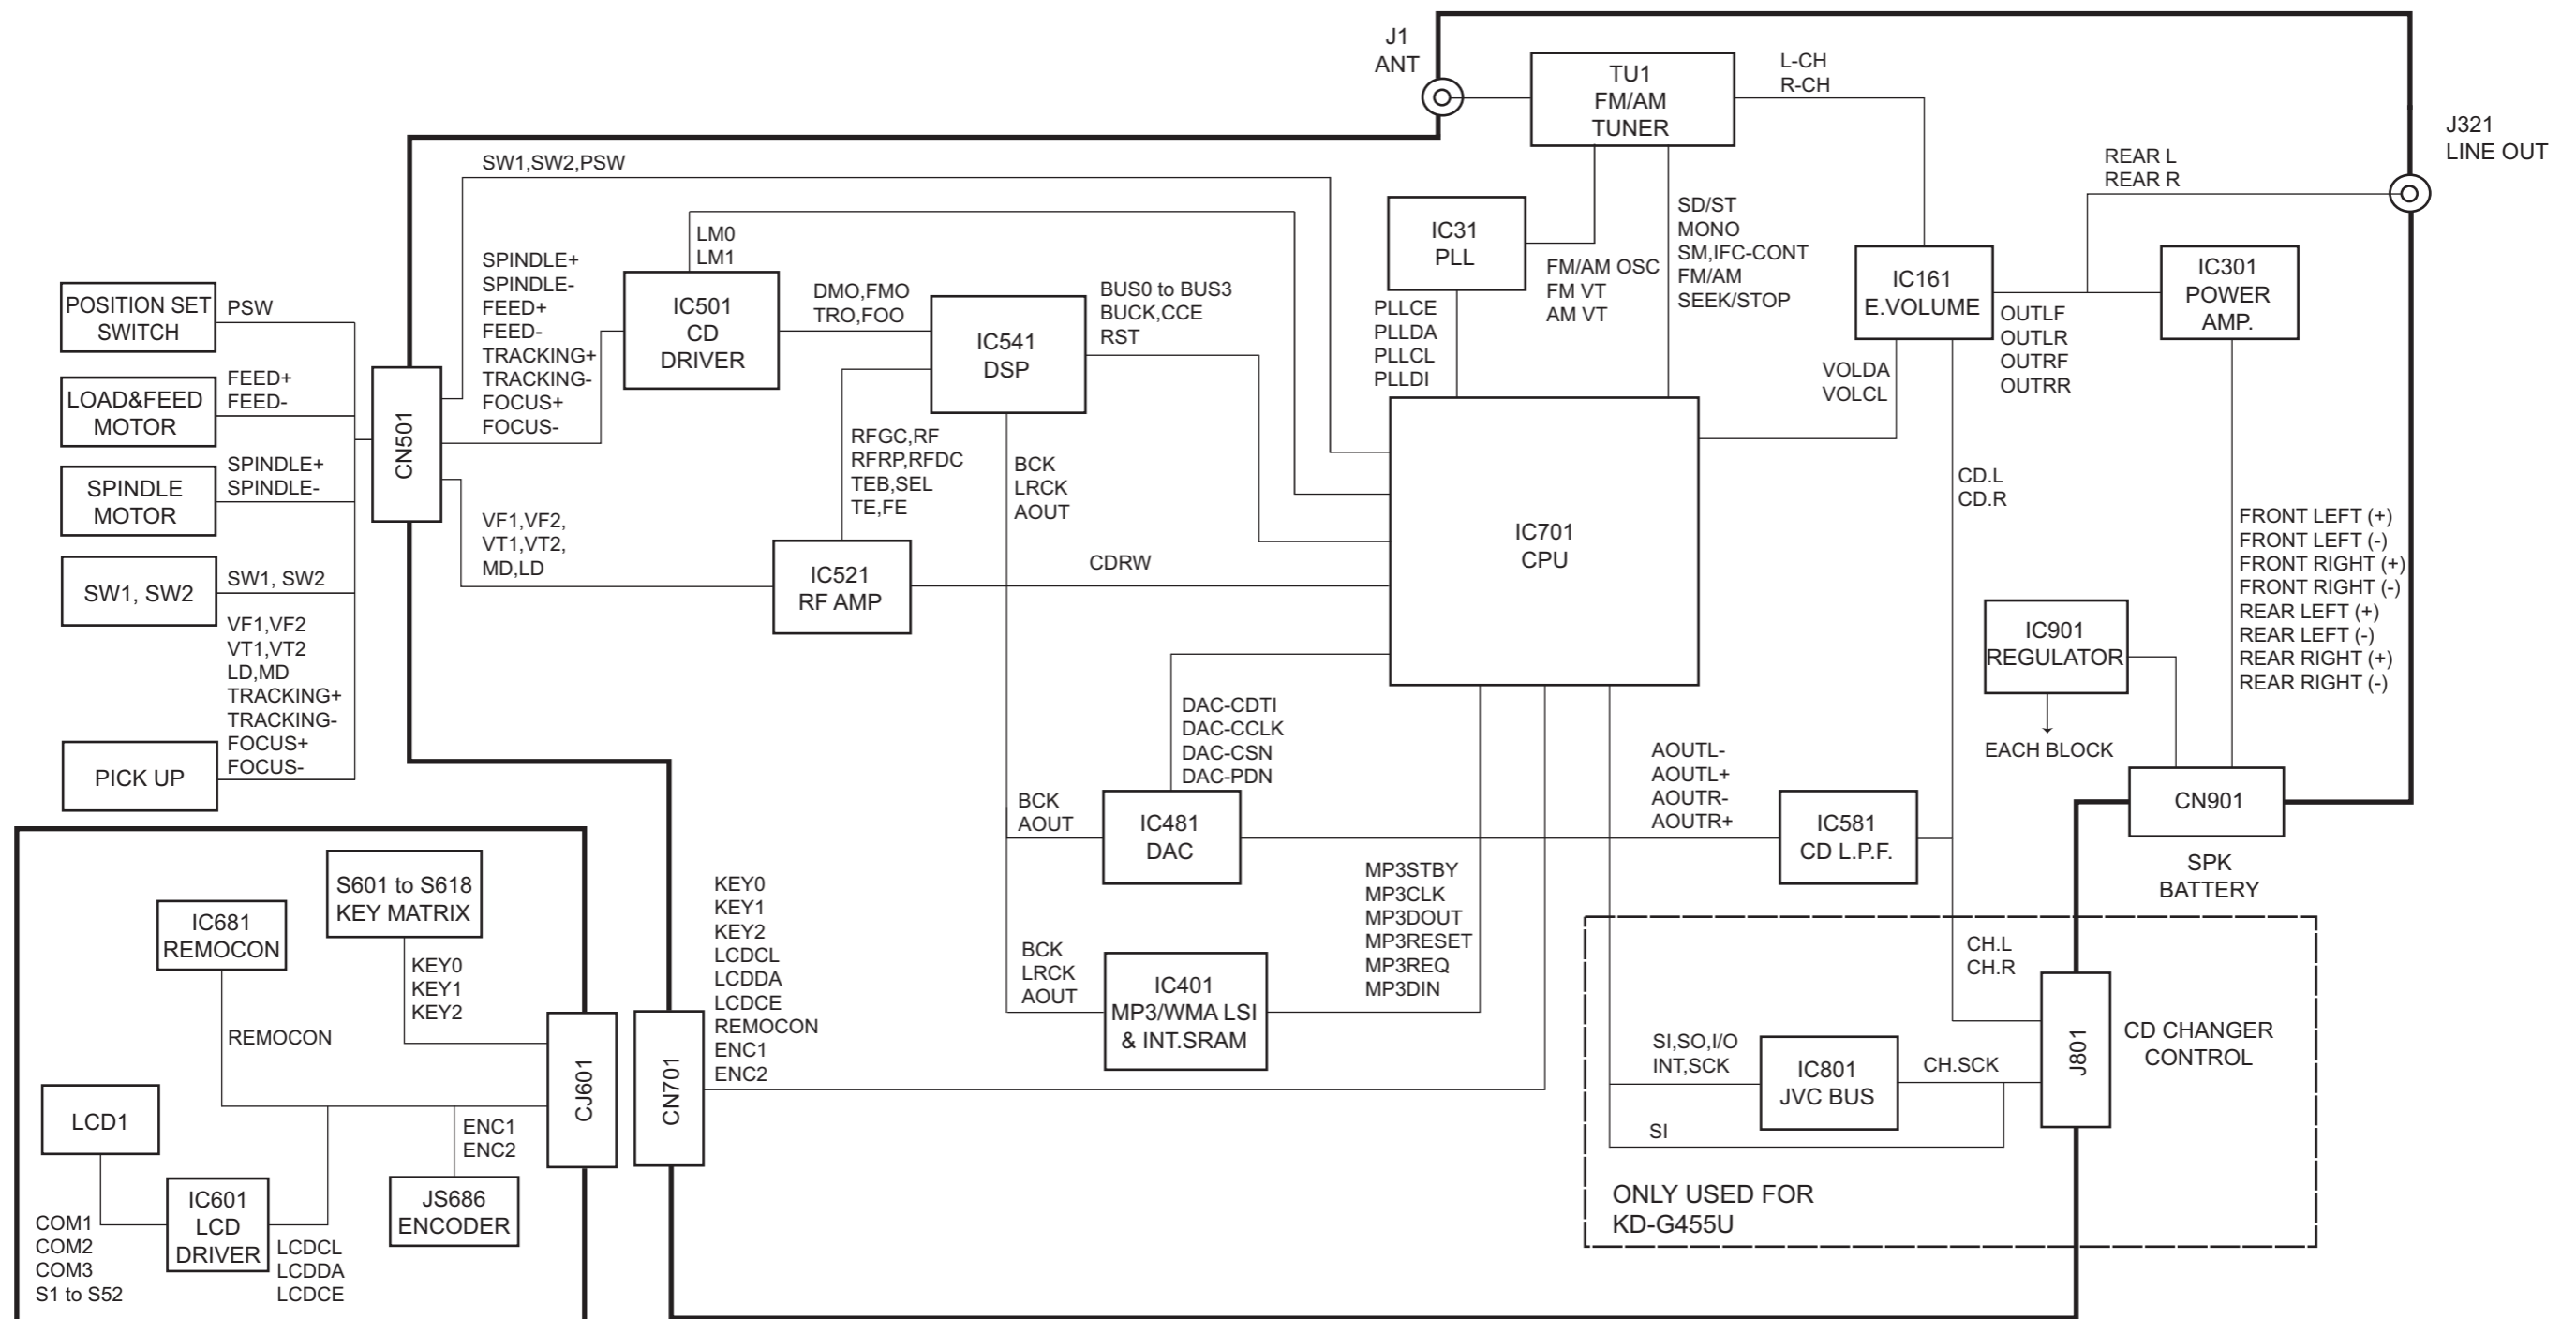 J1
ANT
TU1
FM/AM
TUNER
L-CH
R-CH
J321
LINE OUT
REAR L
REAR R
SW1,SW2,PSW
LM0
LM1
SPINDLE+
SPINDLE-
FEED+
FEED-
TRACKING+
TRACKING-
FOCUS+
FOCUS-
IC501
CD
DRIVER
DMO,FMO
TRO,FOO
IC541
DSP
BUS0 to BUS3
BUCK,CCE
RST
IC31
PLL
FM/AM OSC
FM VT
AM VT
SD/ST
MONO
SM,IFC-CONT
FM/AM
SEEK/STOP
PLLCE
PLLDA
PLLCL
PLLDI
IC161
E.VOLUME
IC301
POWER
AMP.
OUTLF
OUTLR
OUTRF
OUTRR
VOLDA
VOLCL
POSITION SET
SWITCH
PSW
LOAD&FEED
MOTOR
FEED+
FEED-
SPINDLE
MOTOR
SPINDLE+
SPINDLE-
SW1, SW2
SW1, SW2
VF1,VF2
VT1,VT2
LD,MD
TRACKING+
TRACKING-
FOCUS+
FOCUS-
PICK UP
CN501
VF1,VF2,
VT1,VT2,
MD,LD
RFGC,RF
RFRP,RFDC
TEB,SEL
TE,FE
BCK
LRCK
AOUT
IC521
RF AMP
CDRW
IC701
CPU
CD.L
CD.R
FRONT LEFT (+)
FRONT LEFT (-)
FRONT RIGHT (+)
FRONT RIGHT (-)
REAR LEFT (+)
REAR LEFT (-)
REAR RIGHT (+)
REAR RIGHT (-)
IC901
REGULATOR
EACH BLOCK
CN901
SPK
BATTERY
DAC-CDTI
DAC-CCLK
DAC-CSN
DAC-PDN
BCK
AOUT
IC481
DAC
AOUTL-
AOUTL+
AOUTR-
AOUTR+
IC581
CD L.P.F.
MP3STBY
MP3CLK
MP3DOUT
MP3RESET
MP3REQ
MP3DIN
BCK
LRCK
AOUT
IC401
MP3/WMA LSI
& INT.SRAM
CH.L
CH.R
J801
CD CHANGER
CONTROL
SI,SO,I/O
INT,SCK
IC801
JVC BUS
CH.SCK
SI
ONLY USED FOR
KD-G455U
S601 to S618
KEY MATRIX
IC681
REMOCON
KEY0
KEY1
KEY2
REMOCON
LCD1
ENC1
ENC2
IC601
LCD
DRIVER
JS686
ENCODER
COM1
COM2
COM3
S1 to S52
LCDCL
LCDDA
LCDCE
CJ601
CN701
KEY0
KEY1
KEY2
LCDCL
LCDDA
LCDCE
REMOCON
ENC1
ENC2